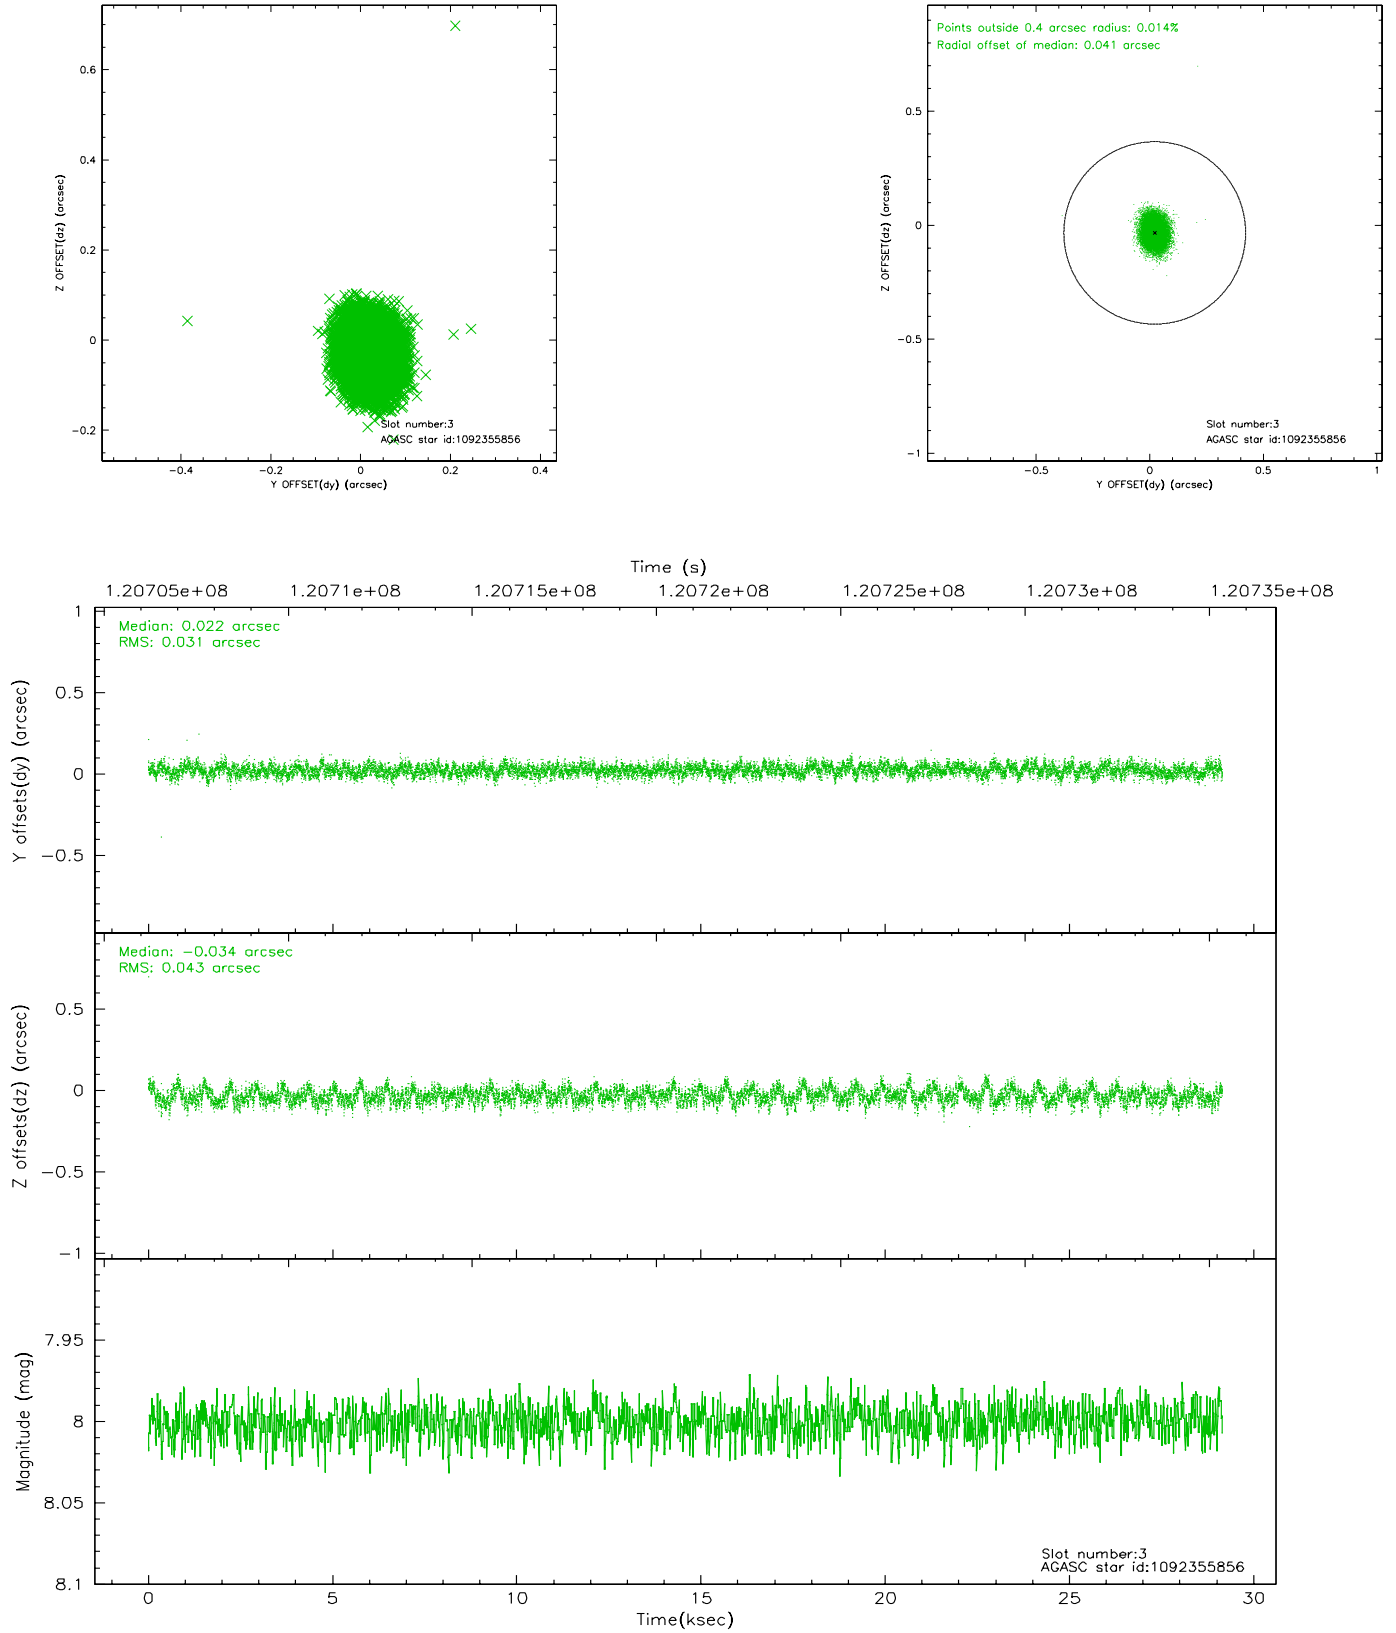 0.6
0.4
0.2
0
−0.2
Z OFFSET(dz) (arcsec)
Slot number:3
AGASC star id:1092355856
−0.4 −0.2 0 0.2 0.4
Y OFFSET(dy) (arcsec)
Points outside 0.4 arcsec radius: 0.014%
Radial offset of median: 0.041 arcsec
0.5
0
−0.5
−1
Z OFFSET(dz) (arcsec)
Slot number:3
AGASC star id:1092355856
−0.5 0 0.5 1
Y OFFSET(dy) (arcsec)
Time (s)
1.20705e+08 1.2071e+08 1.20715e+08 1.2072e+08 1.20725e+08 1.2073e+08 1.20735e+08
Median: 0.022 arcsec
RMS: 0.031 arcsec
1
0.5
0
−0.5
Y offsets(dy) (arcsec)
Median: −0.034 arcsec
RMS: 0.043 arcsec
0.5
0
−0.5
−1
Z offsets(dz) (arcsec)
7.95
8
8.05
8.1
Magnitude (mag)
Slot number:3
AGASC star id:1092355856
0 5 10 15 20 25 30
Time(ksec)